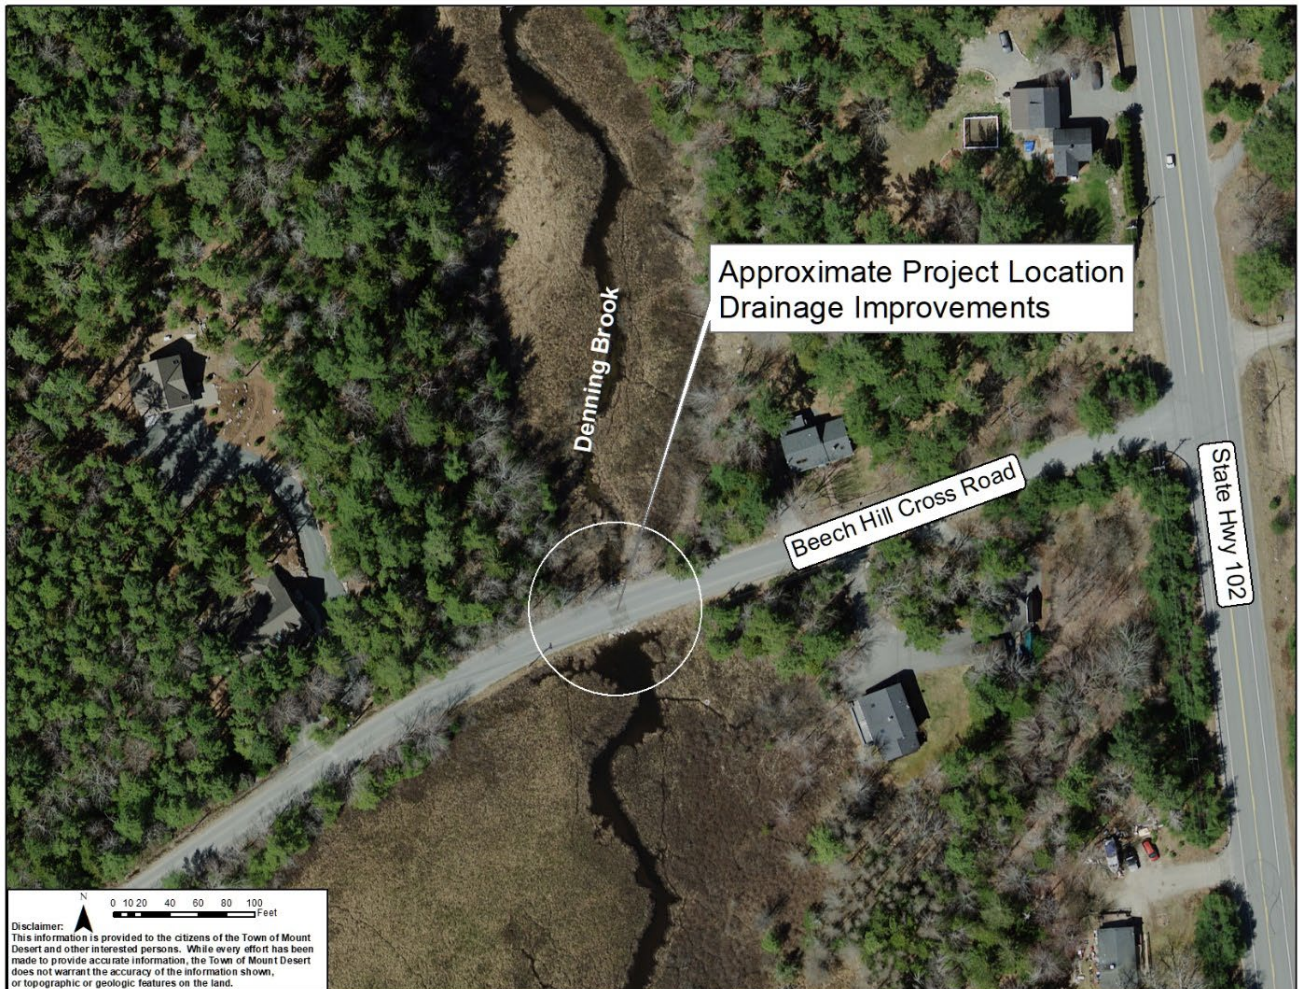 Approximate Project Location
Drainage Improvements
Denning Brook
Beech Hill Cross Road
State Hwy 102
N
0 10 20 40 60 80 100
Feet
Disclaimer:
This information is provided to the citizens of the Town of Mount
Desert and other interested persons. While every effort has been
made to provide accurate information, the Town of Mount Desert
does not warrant the accuracy of the information shown,
or topographic or geologic features on the land.